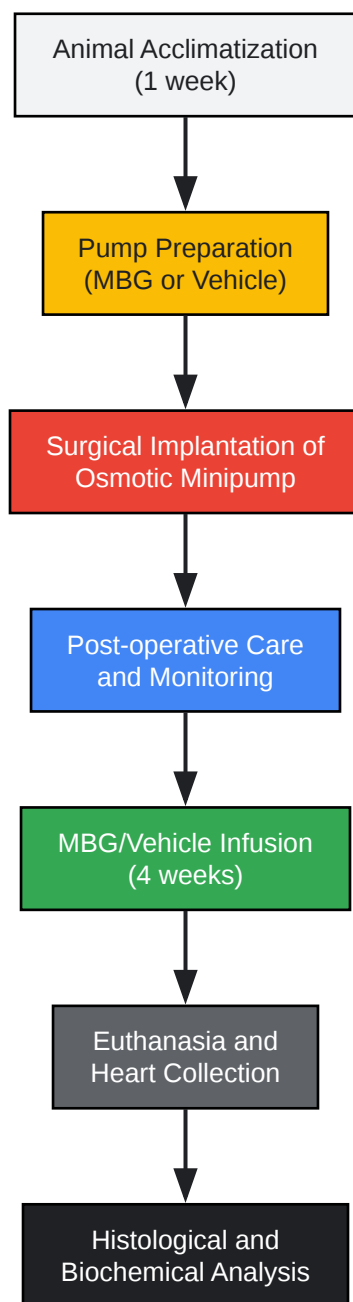 Animal Acclimatization
(1 week)
Pump Preparation
(MBG or Vehicle)
Surgical Implantation of
Osmotic Minipump
Post-operative Care
and Monitoring
MBG/Vehicle Infusion
(4 weeks)
Euthanasia and
Heart Collection
Histological and
Biochemical Analysis